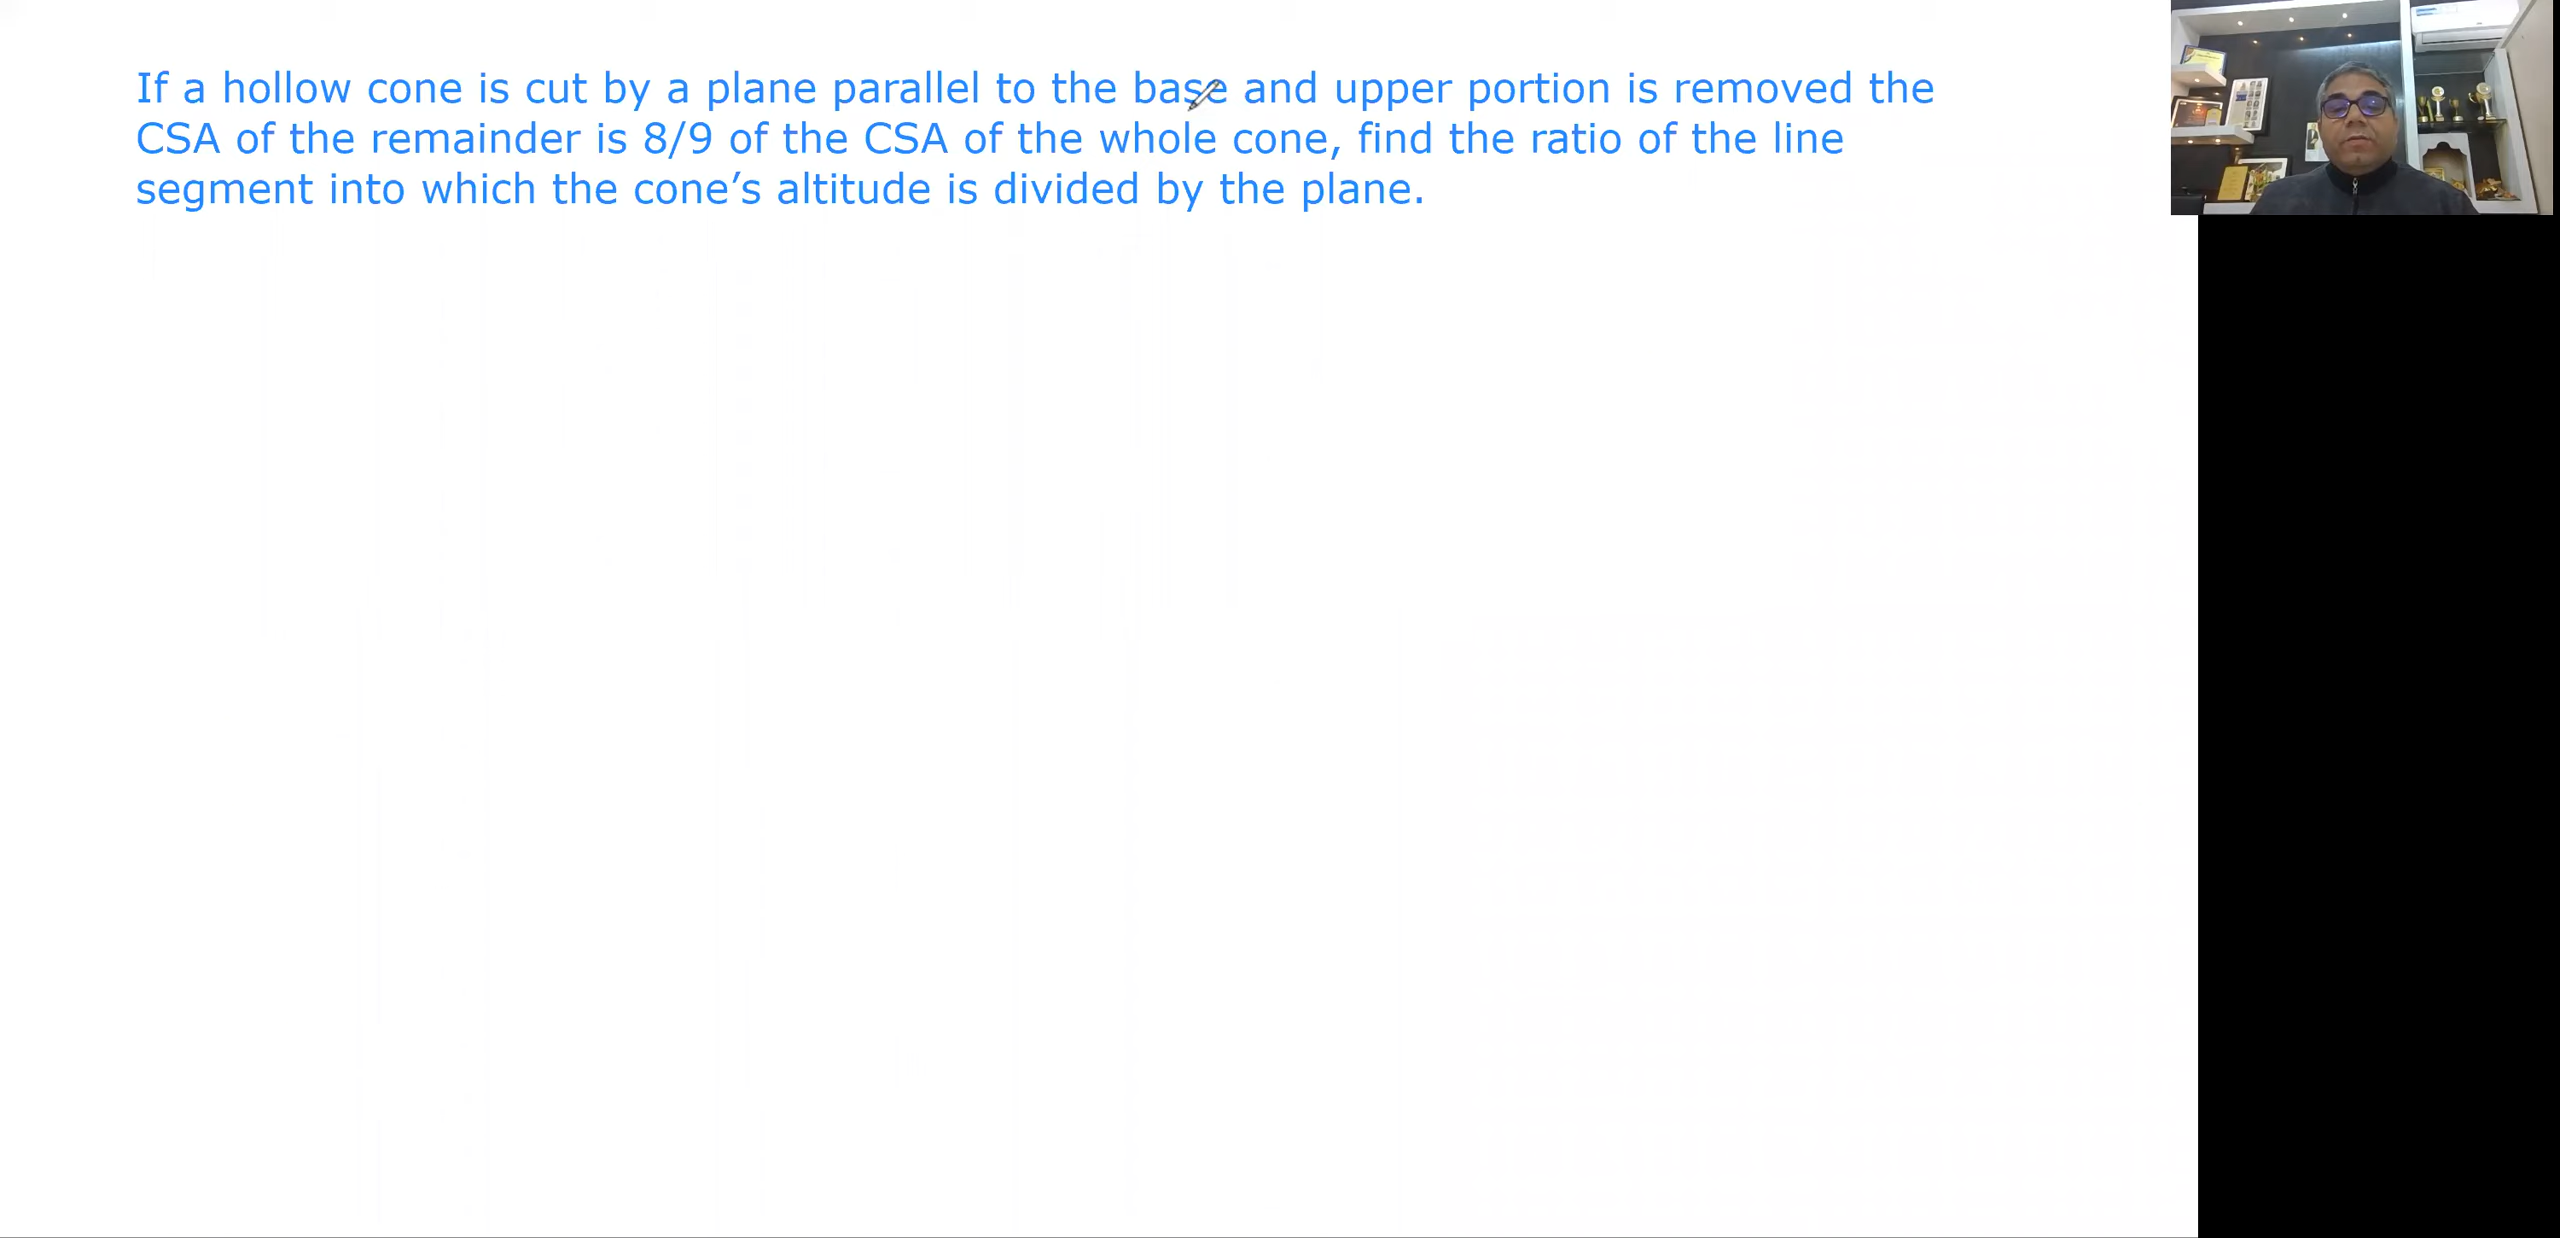 If a hollow cone is cut by a plane parallel to the base and upper portion is removed the
CSA of the remainder is 8/9 of the CSA of the whole cone, find the ratio of the line
segment into which the cone’s altitude is divided by the plane.